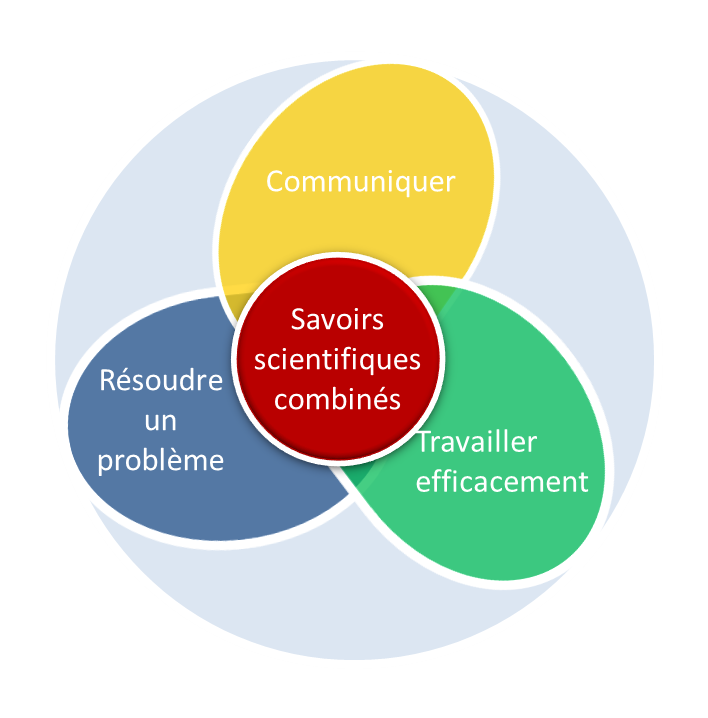 Communiquer
Savoirs
scientifiques
combinés
Résoudre
un
problème
Travailler
efficacement